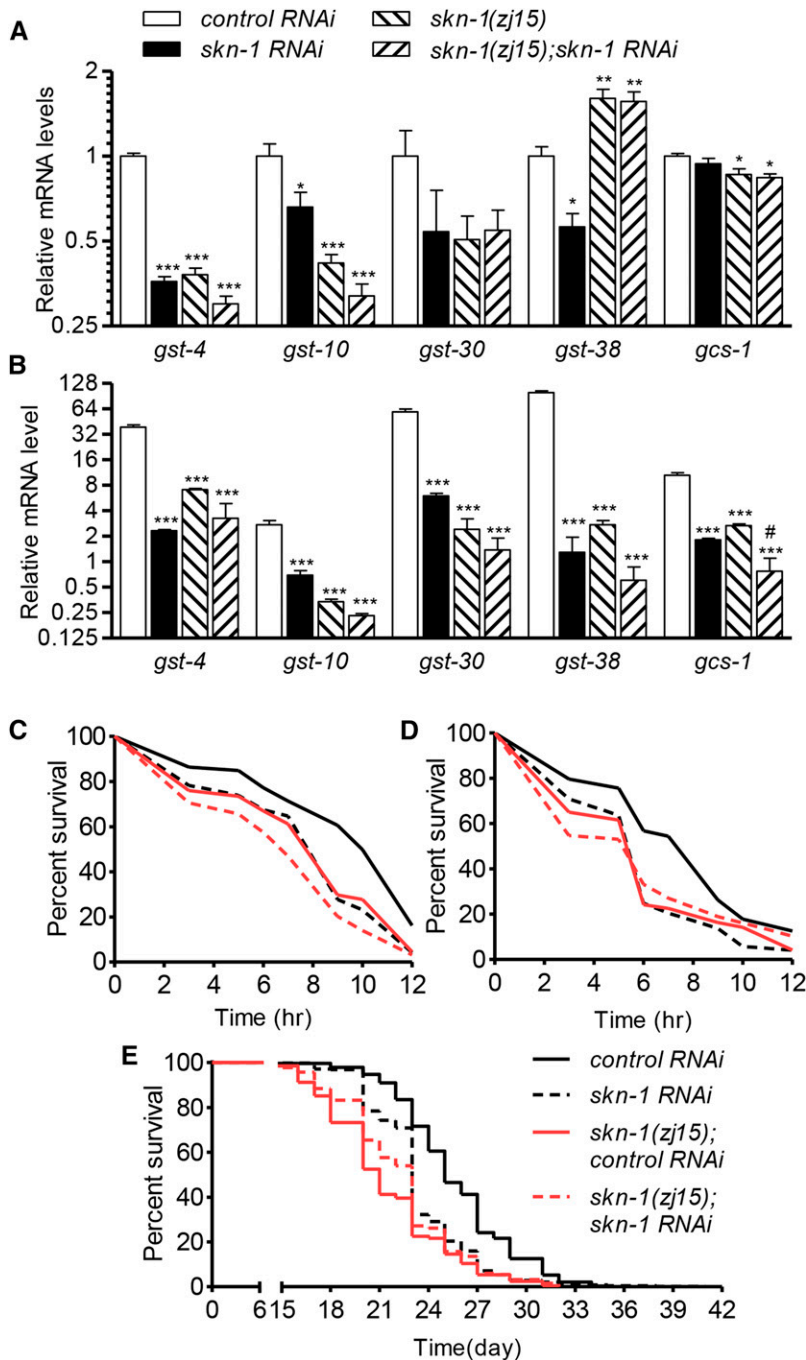 control RNAi
skn-1(zj15)
skn-1 RNAi
skn-1(zj15);skn-1 RNAi
A
Relative mRNA levels
2
1
0.5
0.25
*** *** ***
* *** ***
* ** **
* *
gst-4 gst-10 gst-30 gst-38 gcs-1
B
Relative mRNA level
128
64
32
16
8
4
2
1
0.5
0.25
0.125
*** *** ***
*** *** ***
*** *** ***
*** *** ***
*** *** # ***
gst-4 gst-10 gst-30 gst-38 gcs-1
C
Percent survival
100
80
60
40
20
0
0 2 4 6 8 10 12
Time (hr)
D
Percent survival
100
80
60
40
20
0
0 2 4 6 8 10 12
Time (hr)
E
Percent survival
100
80
60
40
20
0
0 6 15 18 21 24 27 30 33 36 39 42
Time(day)
control RNAi
skn-1 RNAi
skn-1(zj15);
control RNAi
skn-1(zj15);
skn-1 RNAi